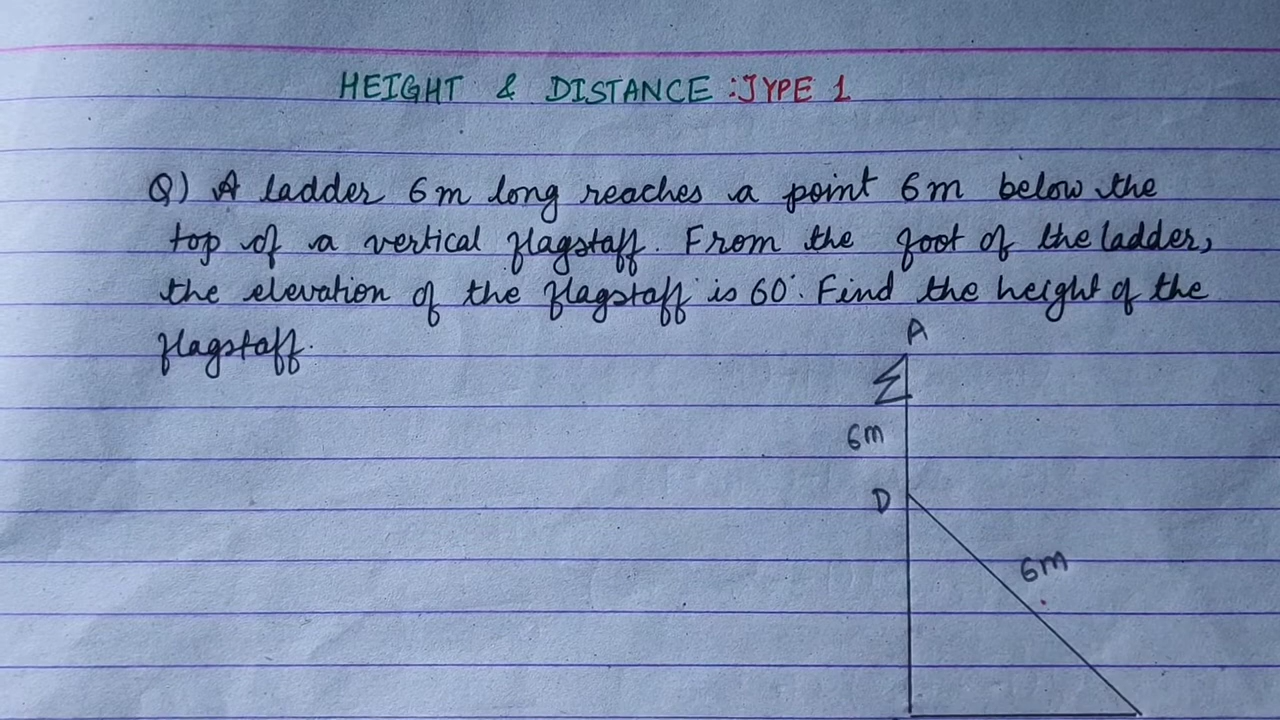 HEIGHT & DISTANCE :TYPE 1
Q) A ladder 6m long reaches a point 6m below the
top of a vertical flagstaff. From the foot of the ladder,
the elevation of the flagstaff is 60°. Find the height of the
flagstaff.
A
6m
D
6m